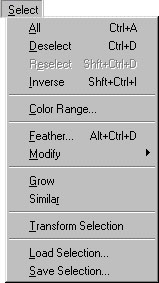 Select
All Ctrl+A
Deselect Ctrl+D
Reselect Shft+Ctrl+D
Inverse Shft+Ctrl+I
Color Range...
Feather... Alt+Ctrl+D
Modify
Grow
Similar
Transform Selection
Load Selection...
Save Selection...